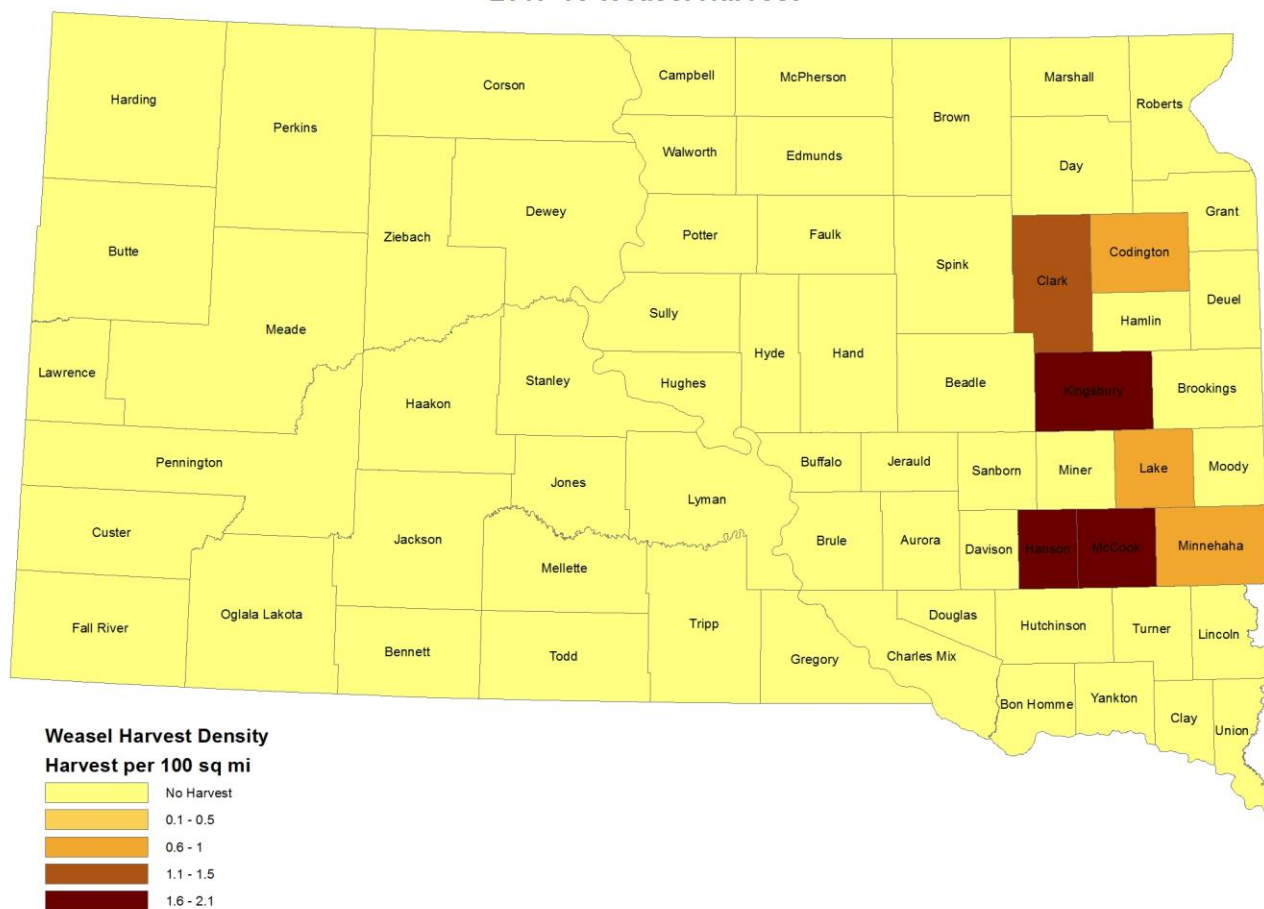 Harding
Perkins
Corson
Campbell
McPherson
Brown
Marshall
Roberts
Walworth
Edmunds
Day
Butte
Ziebach
Dewey
Potter
Faulk
Spink
Clark
Codington
Grant
Meade
Sully
Hyde
Hand
Hamlin
Deuel
Lawrence
Haakon
Stanley
Hughes
Beadle
Kingsbury
Brookings
Pennington
Jones
Lyman
Buffalo
Jerauld
Sanborn
Miner
Lake
Moody
Custer
Jackson
Mellette
Brule
Aurora
Davison
Hanson
McCook
Minnehaha
Fall River
Oglala Lakota
Bennett
Todd
Tripp
Gregory
Douglas
Charles Mix
Hutchinson
Turner
Lincoln
Bon Homme
Yankton
Clay
Union
Weasel Harvest Density
Harvest per 100 sq mi
No Harvest
0.1 - 0.5
0.6 - 1
1.1 - 1.5
1.6 - 2.1